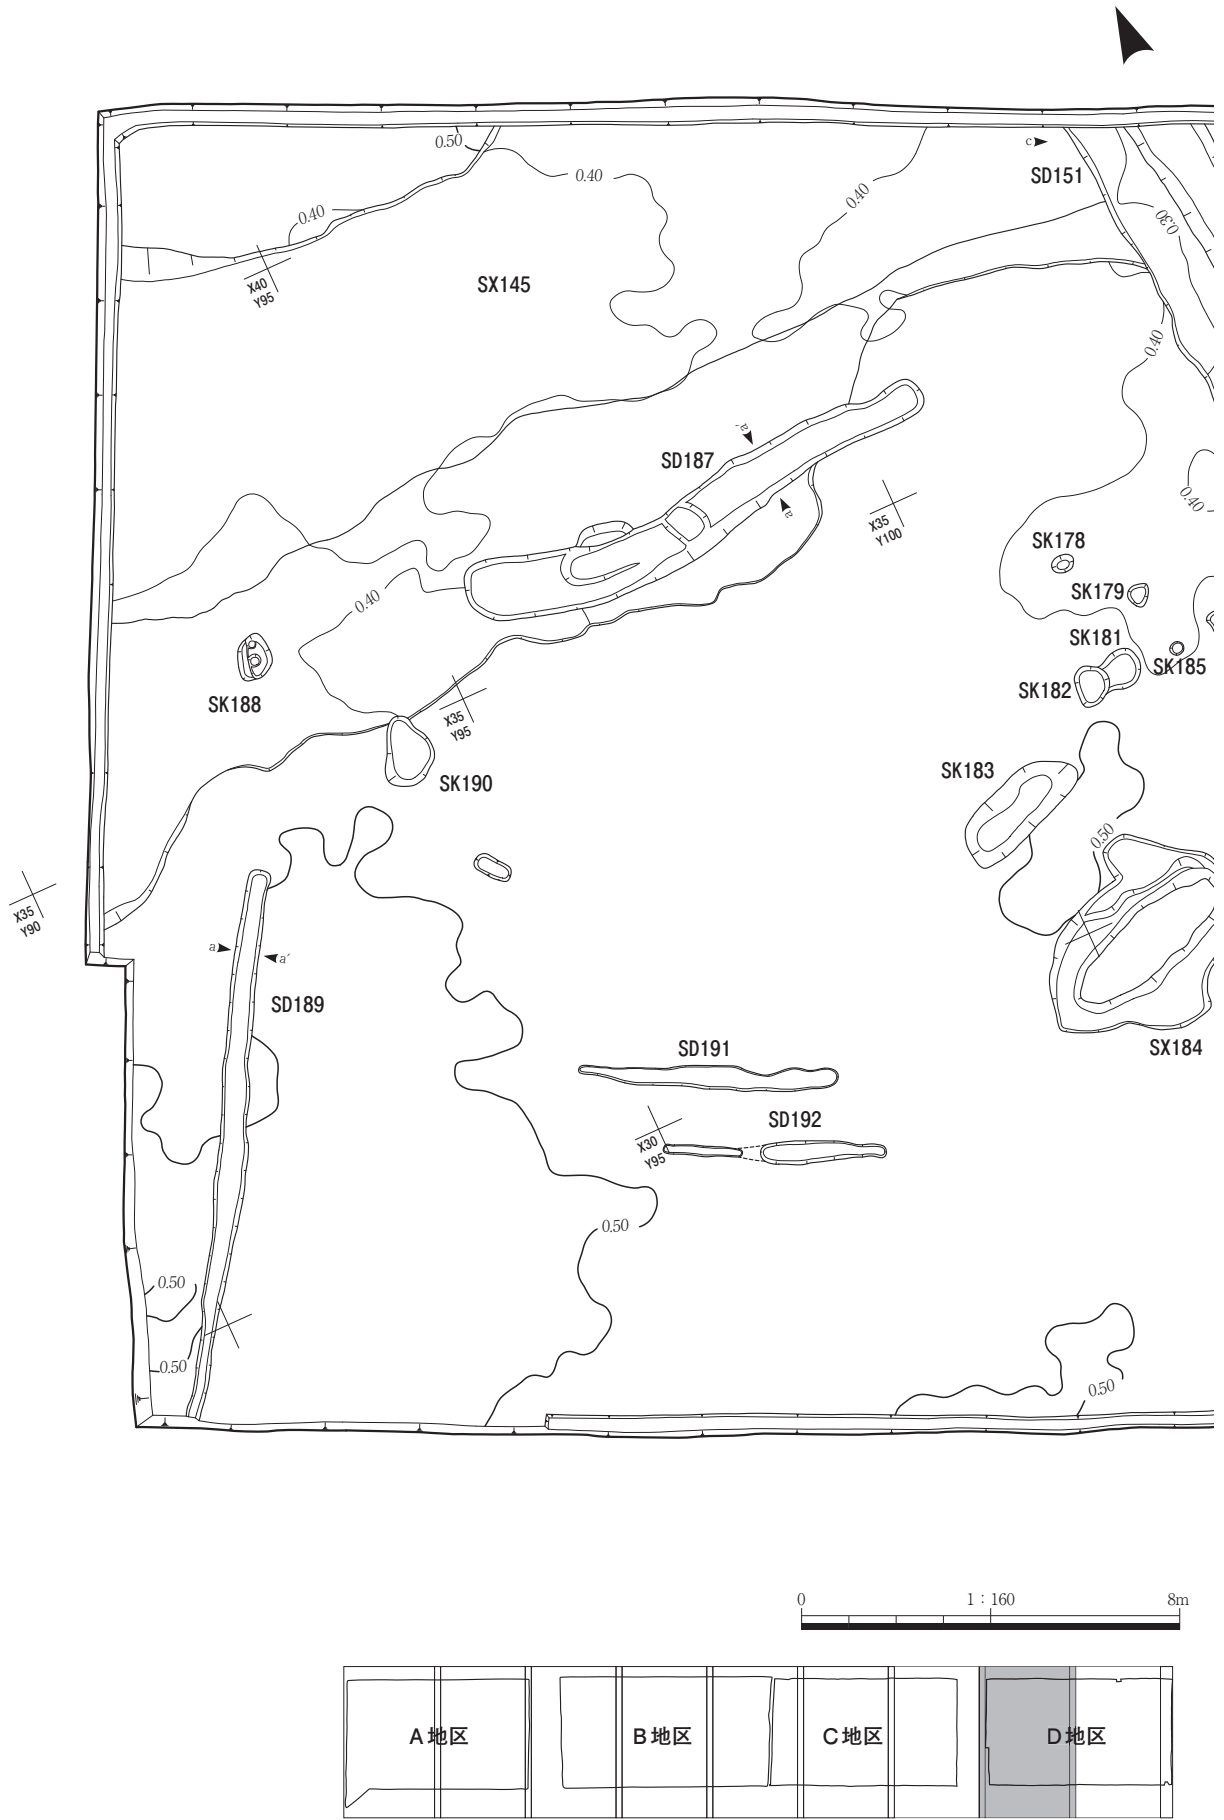 0.50
c
SD151
0.40
0.40
0.40
0.30
X40
Y95
SX145
0.40
a'
SD187
a
X35
Y100
0.40
SK178
SK179
0.40
SK181
SK185
SK182
SK188
X35
Y95
SK190
SK183
0.50
X35
Y90
a
a'
SD189
SX184
SD191
SD192
X30
Y95
0.50
0.50
0.50
0.50
0 1：160 8m
A地区 B地区 C地区 D地区